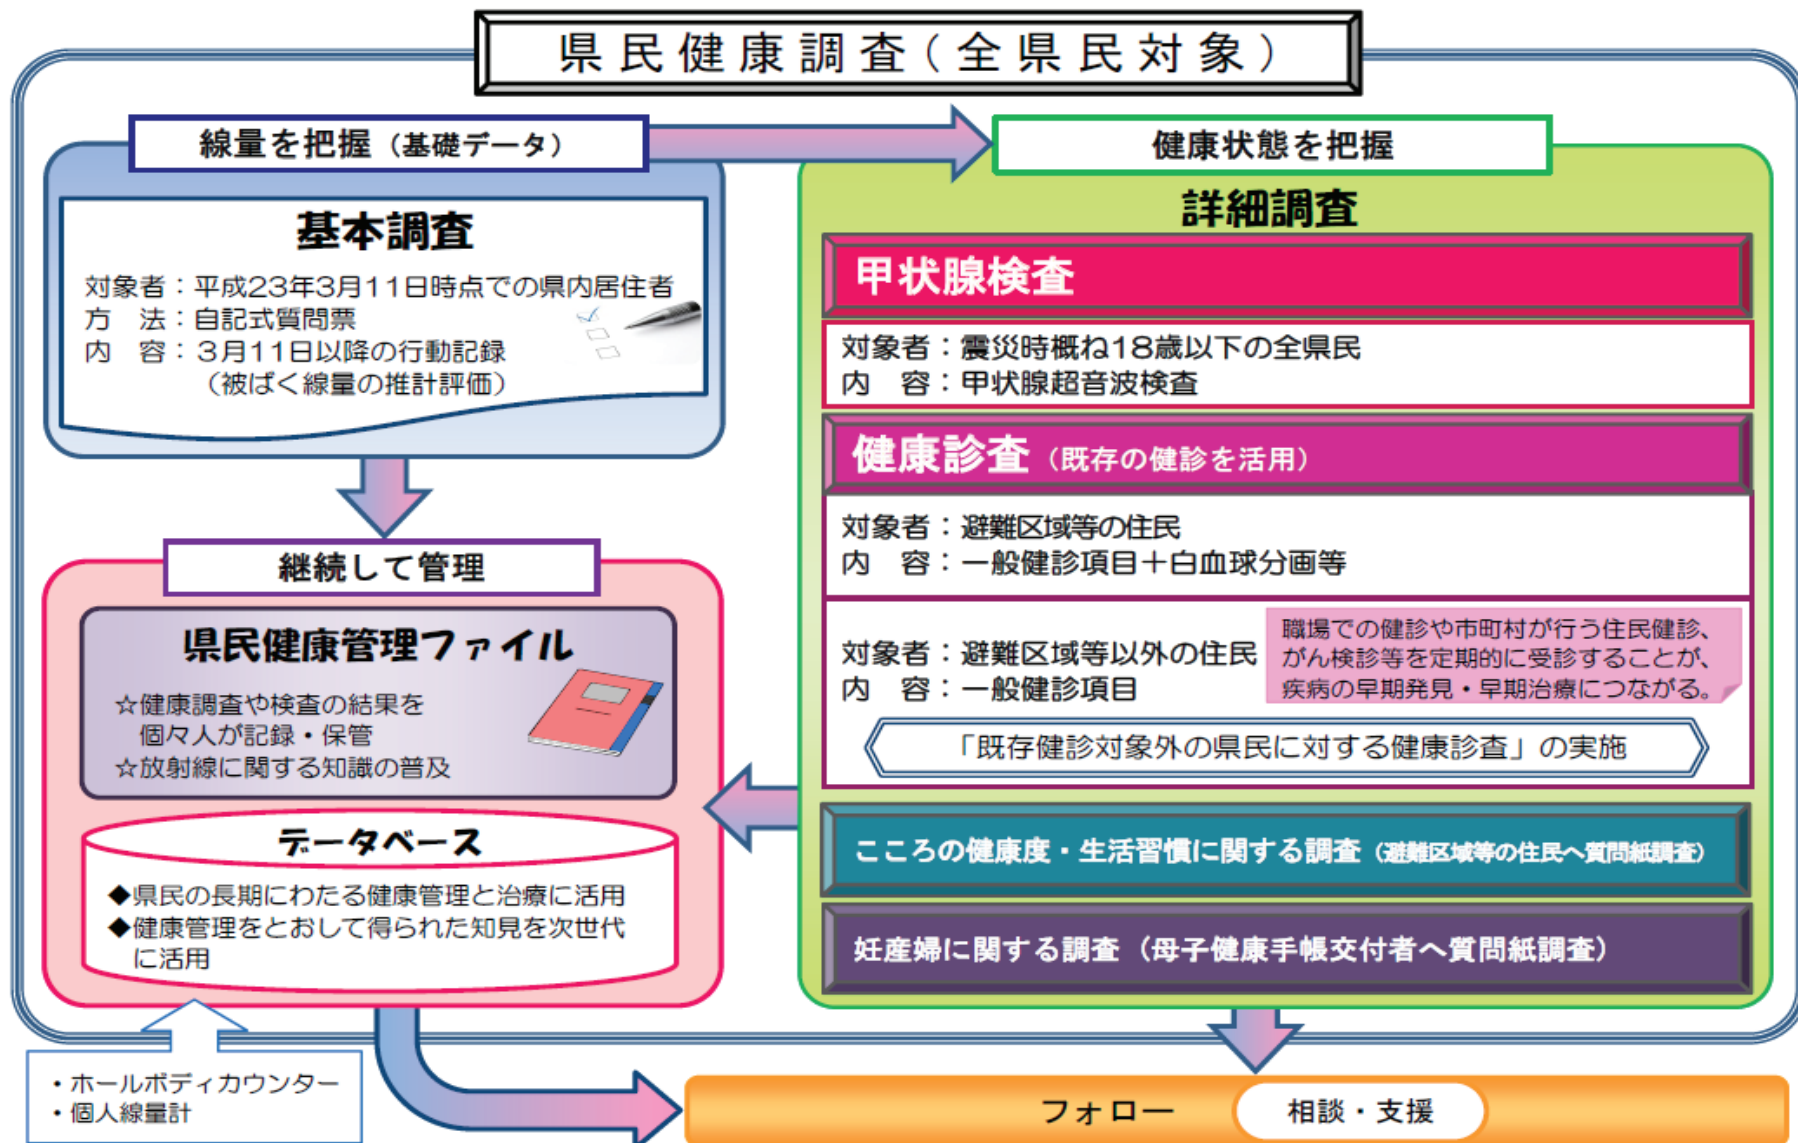 県民健康調査(全県民対象)
線量を把握(基礎データ)
基本調査
対象者:平成23年3月11日時点での県内居住者
方 法:自記式質問票
内 容:3月11日以降の行動記録
(被ばく線量の推計評価)
継続して管理
県民健康管理ファイル
☆健康調査や検査の結果を
個々人が記録・保管
☆放射線に関する知識の普及
データベース
◆県民の長期にわたる健康管理と治療に活用
◆健康管理をとおして得られた知見を次世代
に活用
・ホールボディカウンター
・個人線量計
健康状態を把握
詳細調査
甲状腺検査
対象者:震災時概ね18歳以下の全県民
内 容:甲状腺超音波検査
健康診査(既存の健診を活用)
対象者:避難区域等の住民
内 容:一般健診項目+白血球分画等
対象者:避難区域等以外の住民
内 容:一般健診項目
職場での健診や市町村が行う住民健診、
がん検診等を定期的に受診することが、
疾病の早期発見・早期治療につながる。
「既存健診対象外の県民に対する健康診査」の実施
こころの健康度・生活習慣に関する調査(避難区域等の住民へ質問紙調査)
妊産婦に関する調査(母子健康手帳交付者へ質問紙調査)
フォロー 相談・支援